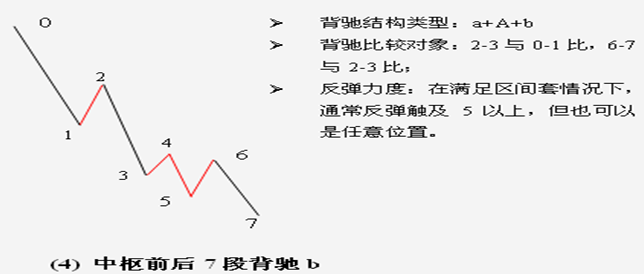 0
2
1
4
3
6
5
7
➢ 背驰结构类型：a+A+b
➢ 背驰比较对象：2-3 与 0-1 比，6-7
与 2-3 比；
➢ 反弹力度：在满足区间套情况下，
通常反弹触及 5 以上，但也可以
是任意位置。
(4) 中枢前后 7 段背驰 b